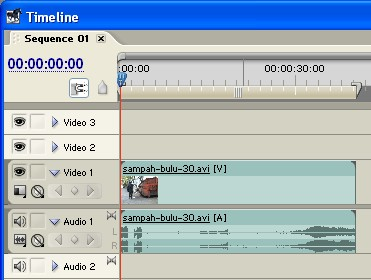 Timeline
Sequence 01
00:00:00:00
:00:00
00:00:30:00
Video 3
Video 2
Video 1
sampah-bulu-30.avi [V]
Audio 1
sampah-bulu-30.avi [A]
L
R
Audio 2